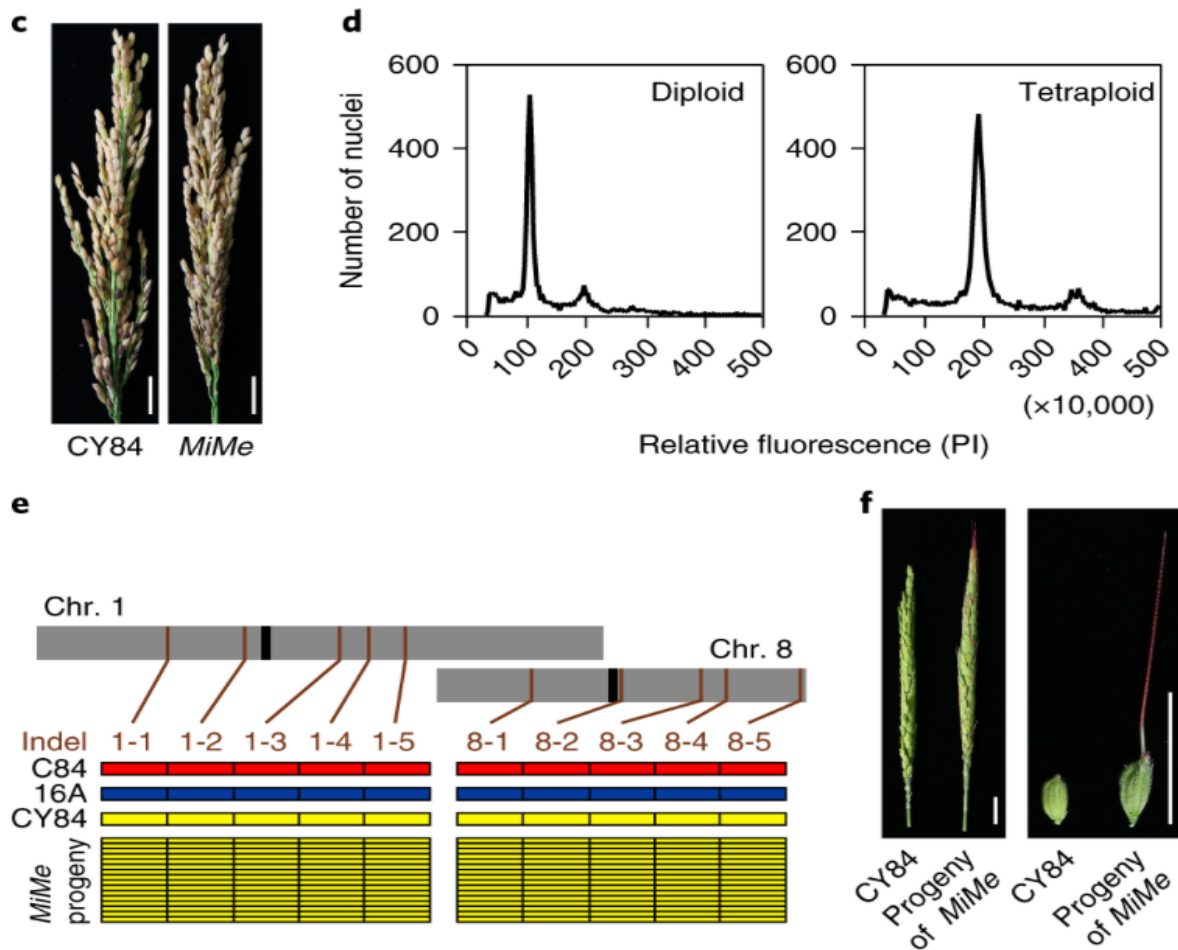 c
CY84
MiMe
d
Number of nuclei
600
400
200
0
Diploid
0
100
200
300
400
500
600
400
200
0
Tetraploid
0
100
200
300
400
500
(×10,000)
Relative fluorescence (PI)
e
Chr. 1
Chr. 8
Indel 1-1 1-2 1-3 1-4 1-5 8-1 8-2 8-3 8-4 8-5
C84
16A
CY84
MiMe
progeny
f
CY84
Progeny
of MiMe
CY84
Progeny
of MiMe